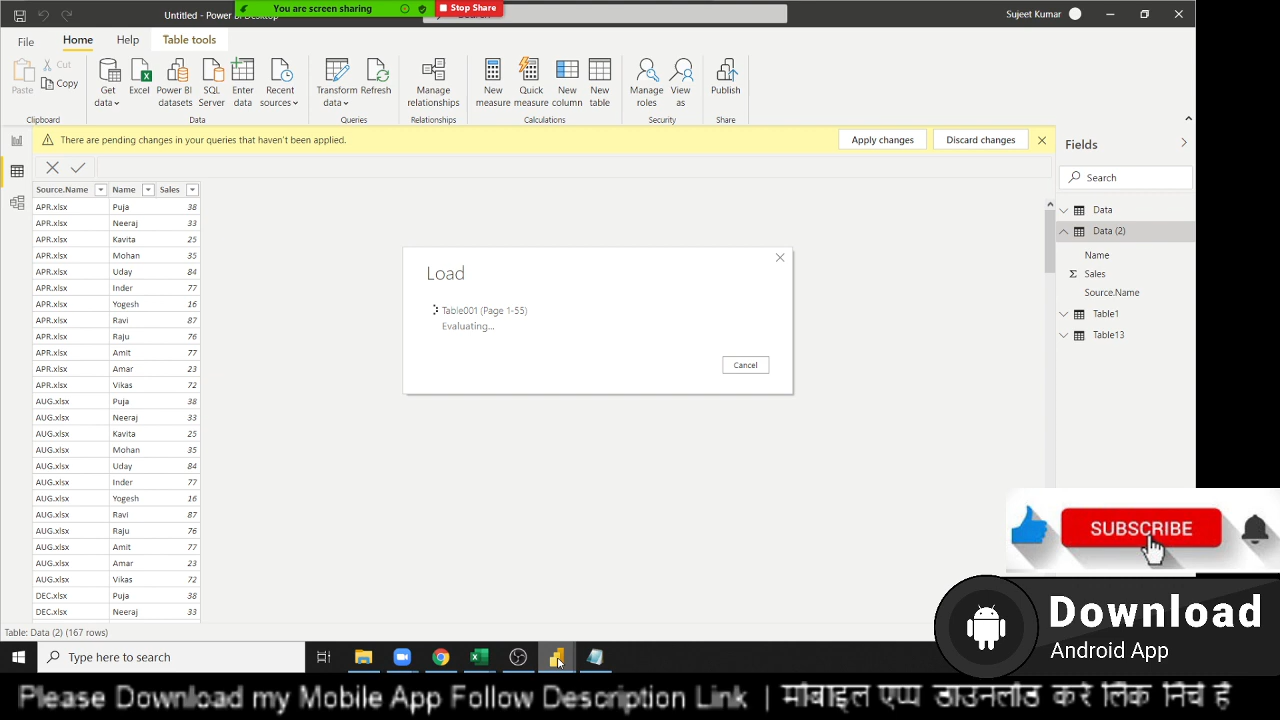 Untitled - Power BI Desktop
You are screen sharing
Stop Share
Search
Sujeet Kumar
File
Home
Help
Table tools
Paste
Cut
Copy
Get data
Excel
Power BI datasets
SQL Server
Enter data
Recent sources
Transform data
Refresh
Manage relationships
New measure
Quick measure
New column
New table
Manage roles
View as
Publish
Clipboard
Data
Queries
Relationships
Calculations
Security
Share
There are pending changes in your queries that haven't been applied.
Apply changes
Discard changes
Fields
Search
Data
Data (2)
Name
Σ Sales
Source.Name
Table1
Table13
Source.Name Name Sales
APR.xlsx Puja 38
APR.xlsx Neeraj 33
APR.xlsx Kavita 25
APR.xlsx Mohan 35
APR.xlsx Uday 84
APR.xlsx Inder 77
APR.xlsx Yogesh 16
APR.xlsx Ravi 87
APR.xlsx Raju 76
APR.xlsx Amit 77
APR.xlsx Amar 23
APR.xlsx Vikas 72
AUG.xlsx Puja 38
AUG.xlsx Neeraj 33
AUG.xlsx Kavita 25
AUG.xlsx Mohan 35
AUG.xlsx Uday 84
AUG.xlsx Inder 77
AUG.xlsx Yogesh 16
AUG.xlsx Ravi 87
AUG.xlsx Raju 76
AUG.xlsx Amit 77
AUG.xlsx Amar 23
AUG.xlsx Vikas 72
DEC.xlsx Puja 38
DEC.xlsx Neeraj 33
Load
Table001 (Page 1-55)
Evaluating...
Cancel
SUBSCRIBE
Download
Android App
Table: Data (2) (167 rows)
Type here to search
Please Download my Mobile App Follow Description Link | मोबाइल एप्प डाउनलोड करे लिंक निचे है